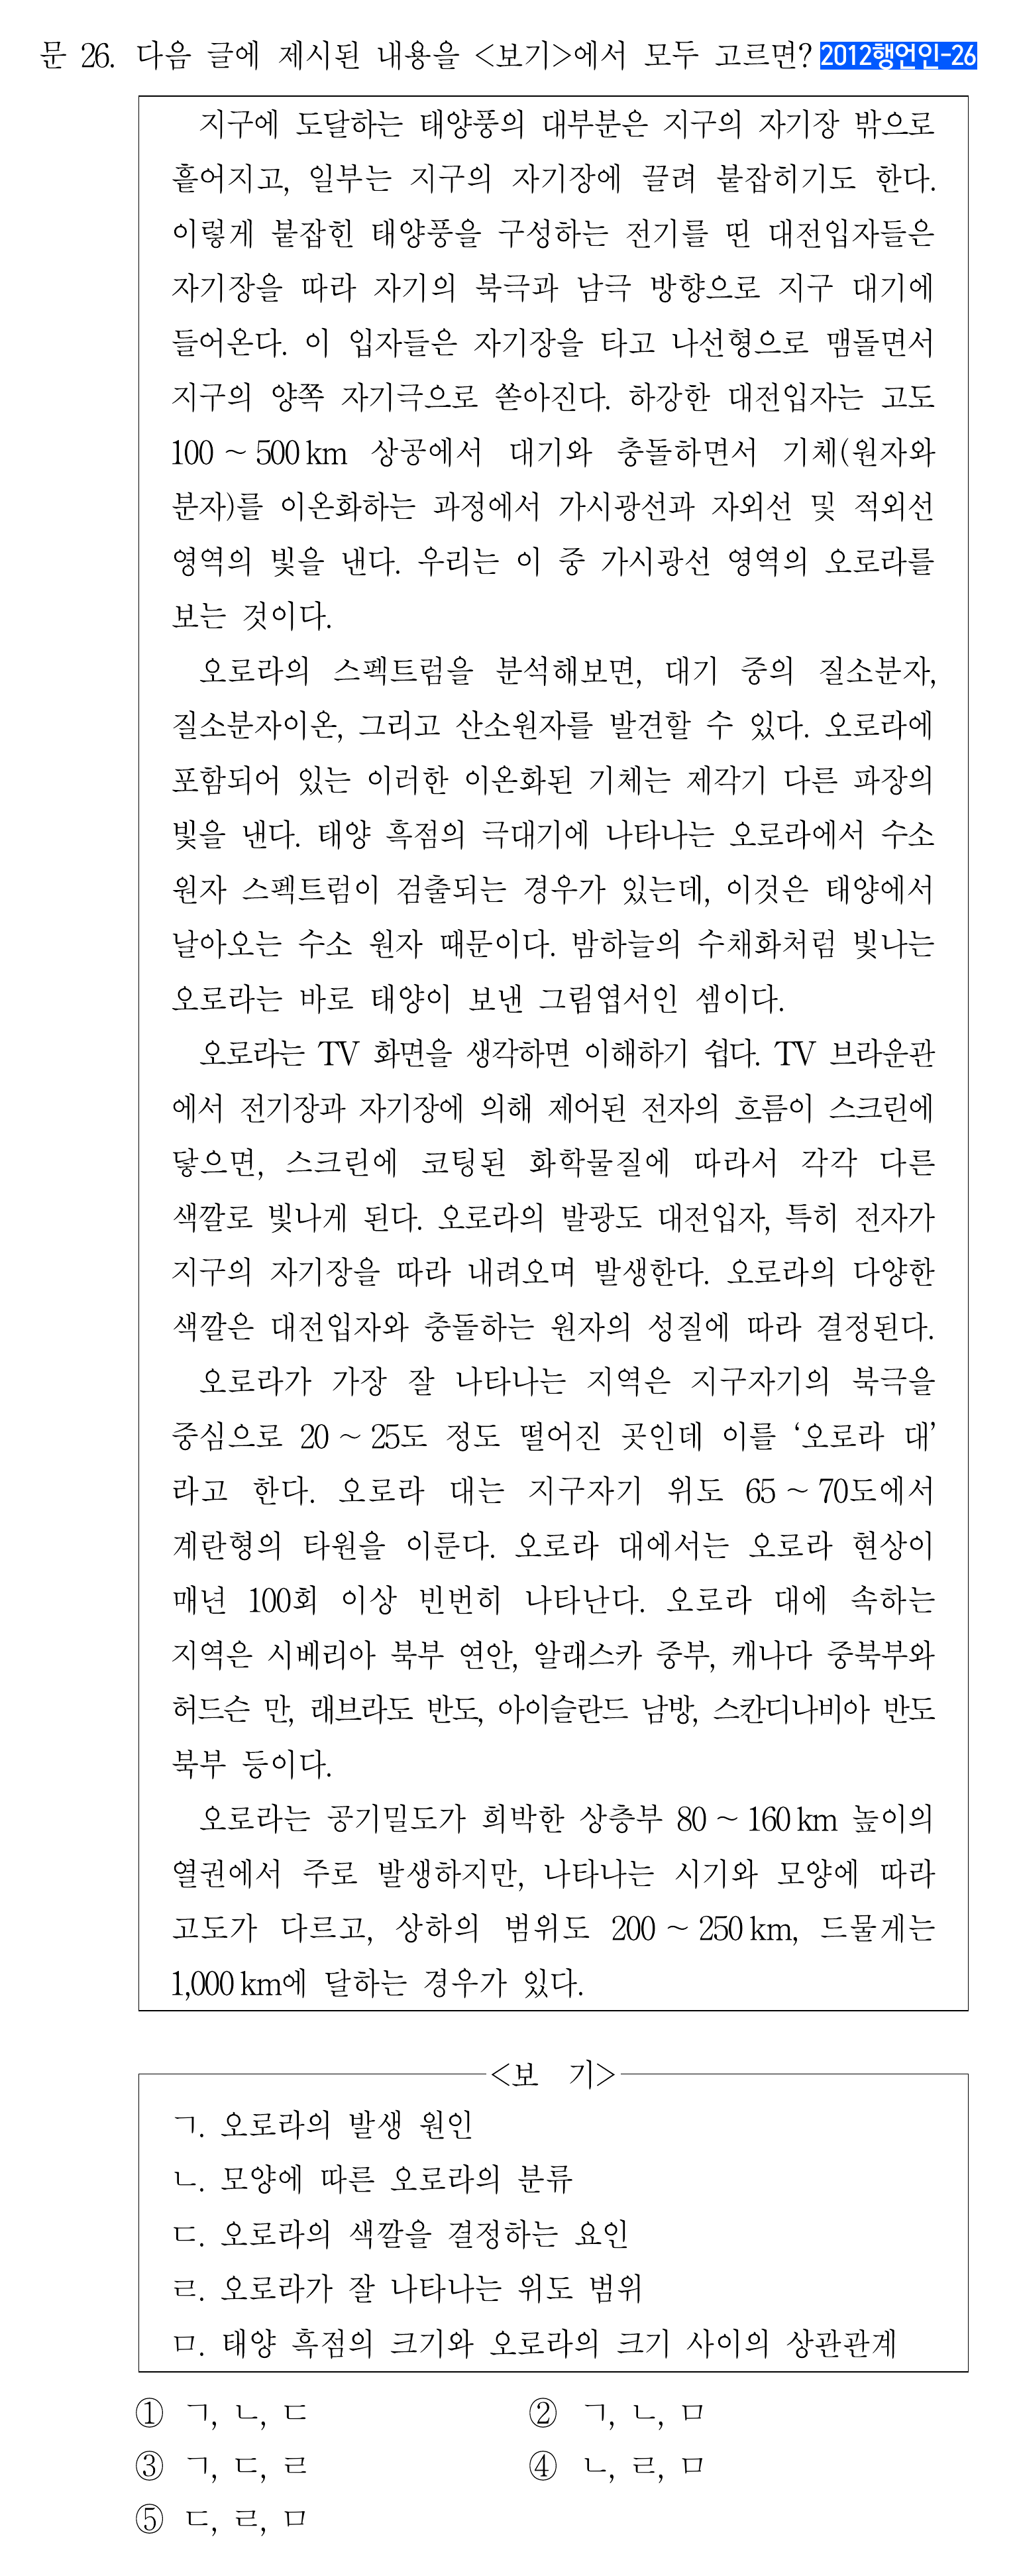 문 26. 다음 글에 제시된 내용을 <보기>에서 모두 고르면? 2012행언인-26
지구에 도달하는 태양풍의 대부분은 지구의 자기장 밖으로
흩어지고, 일부는 지구의 자기장에 끌려 붙잡히기도 한다.
이렇게 붙잡힌 태양풍을 구성하는 전기를 띤 대전입자들은
자기장을 따라 자기의 북극과 남극 방향으로 지구 대기에
들어온다. 이 입자들은 자기장을 타고 나선형으로 맴돌면서
지구의 양쪽 자기극으로 쏟아진다. 하강한 대전입자는 고도
100 ~ 500 km 상공에서 대기와 충돌하면서 기체(원자와
분자)를 이온화하는 과정에서 가시광선과 자외선 및 적외선
영역의 빛을 낸다. 우리는 이 중 가시광선 영역의 오로라를
보는 것이다.
오로라의 스펙트럼을 분석해보면, 대기 중의 질소분자,
질소분자이온, 그리고 산소원자를 발견할 수 있다. 오로라에
포함되어 있는 이러한 이온화된 기체는 제각기 다른 파장의
빛을 낸다. 태양 흑점의 극대기에 나타나는 오로라에서 수소
원자 스펙트럼이 검출되는 경우가 있는데, 이것은 태양에서
날아오는 수소 원자 때문이다. 밤하늘의 수채화처럼 빛나는
오로라는 바로 태양이 보낸 그림엽서인 셈이다.
오로라는 TV 화면을 생각하면 이해하기 쉽다. TV 브라운관
에서 전기장과 자기장에 의해 제어된 전자의 흐름이 스크린에
닿으면, 스크린에 코팅된 화학물질에 따라서 각각 다른
색깔로 빛나게 된다. 오로라의 발광도 대전입자, 특히 전자가
지구의 자기장을 따라 내려오며 발생한다. 오로라의 다양한
색깔은 대전입자와 충돌하는 원자의 성질에 따라 결정된다.
오로라가 가장 잘 나타나는 지역은 지구자기의 북극을
중심으로 20 ~ 25도 정도 떨어진 곳인데 이를 ‘오로라 대’
라고 한다. 오로라 대는 지구자기 위도 65 ~ 70도에서
계란형의 타원을 이룬다. 오로라 대에서는 오로라 현상이
매년 100회 이상 빈번히 나타난다. 오로라 대에 속하는
지역은 시베리아 북부 연안, 알래스카 중부, 캐나다 중북부와
허드슨 만, 래브라도 반도, 아이슬란드 남방, 스칸디나비아 반도
북부 등이다.
오로라는 공기밀도가 희박한 상층부 80 ~ 160 km 높이의
열권에서 주로 발생하지만, 나타나는 시기와 모양에 따라
고도가 다르고, 상하의 범위도 200 ~ 250 km, 드물게는
1,000 km에 달하는 경우가 있다.
<보 기>
ㄱ. 오로라의 발생 원인
ㄴ. 모양에 따른 오로라의 분류
ㄷ. 오로라의 색깔을 결정하는 요인
ㄹ. 오로라가 잘 나타나는 위도 범위
ㅁ. 태양 흑점의 크기와 오로라의 크기 사이의 상관관계
① ㄱ, ㄴ, ㄷ ② ㄱ, ㄴ, ㅁ
③ ㄱ, ㄷ, ㄹ ④ ㄴ, ㄹ, ㅁ
⑤ ㄷ, ㄹ, ㅁ